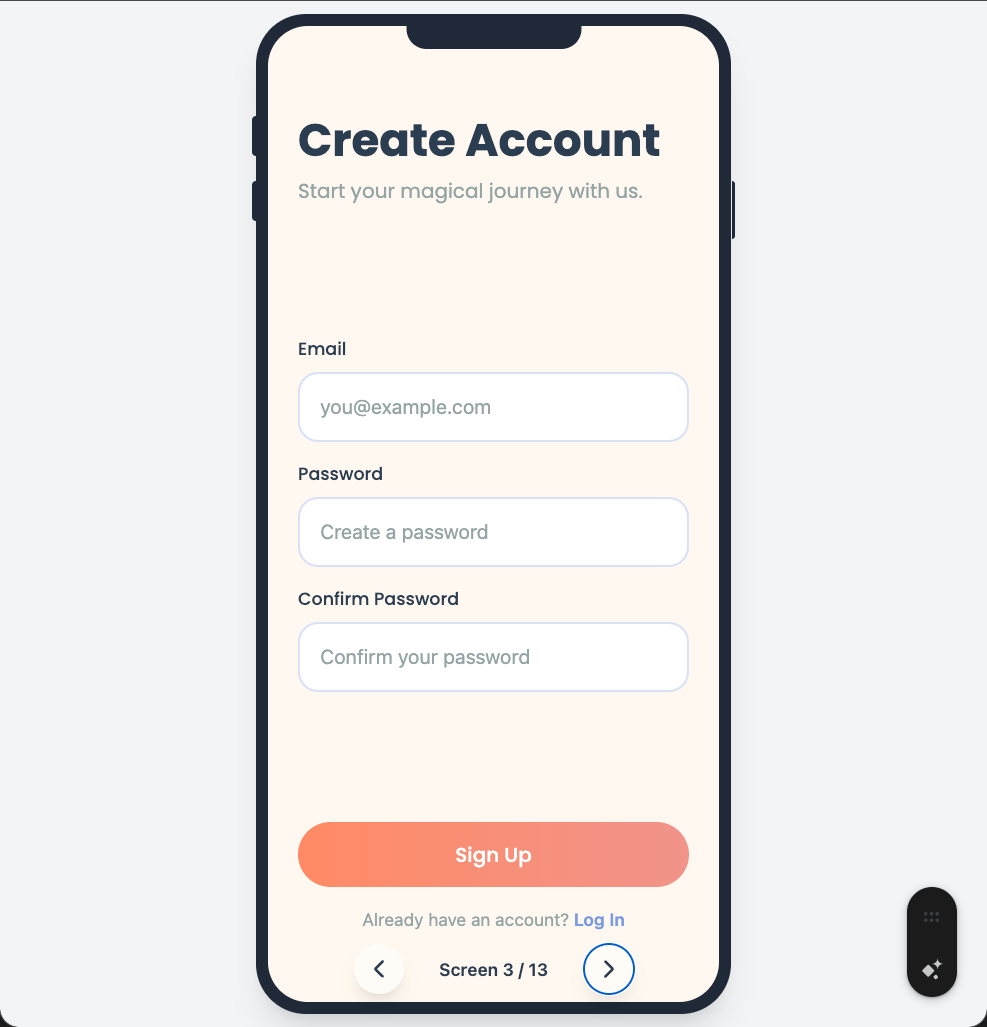 Create Account
Start your magical journey with us.
Email
you@example.com
Password
Create a password
Confirm Password
Confirm your password
Sign Up
Already have an account? Log In
Screen 3 / 13